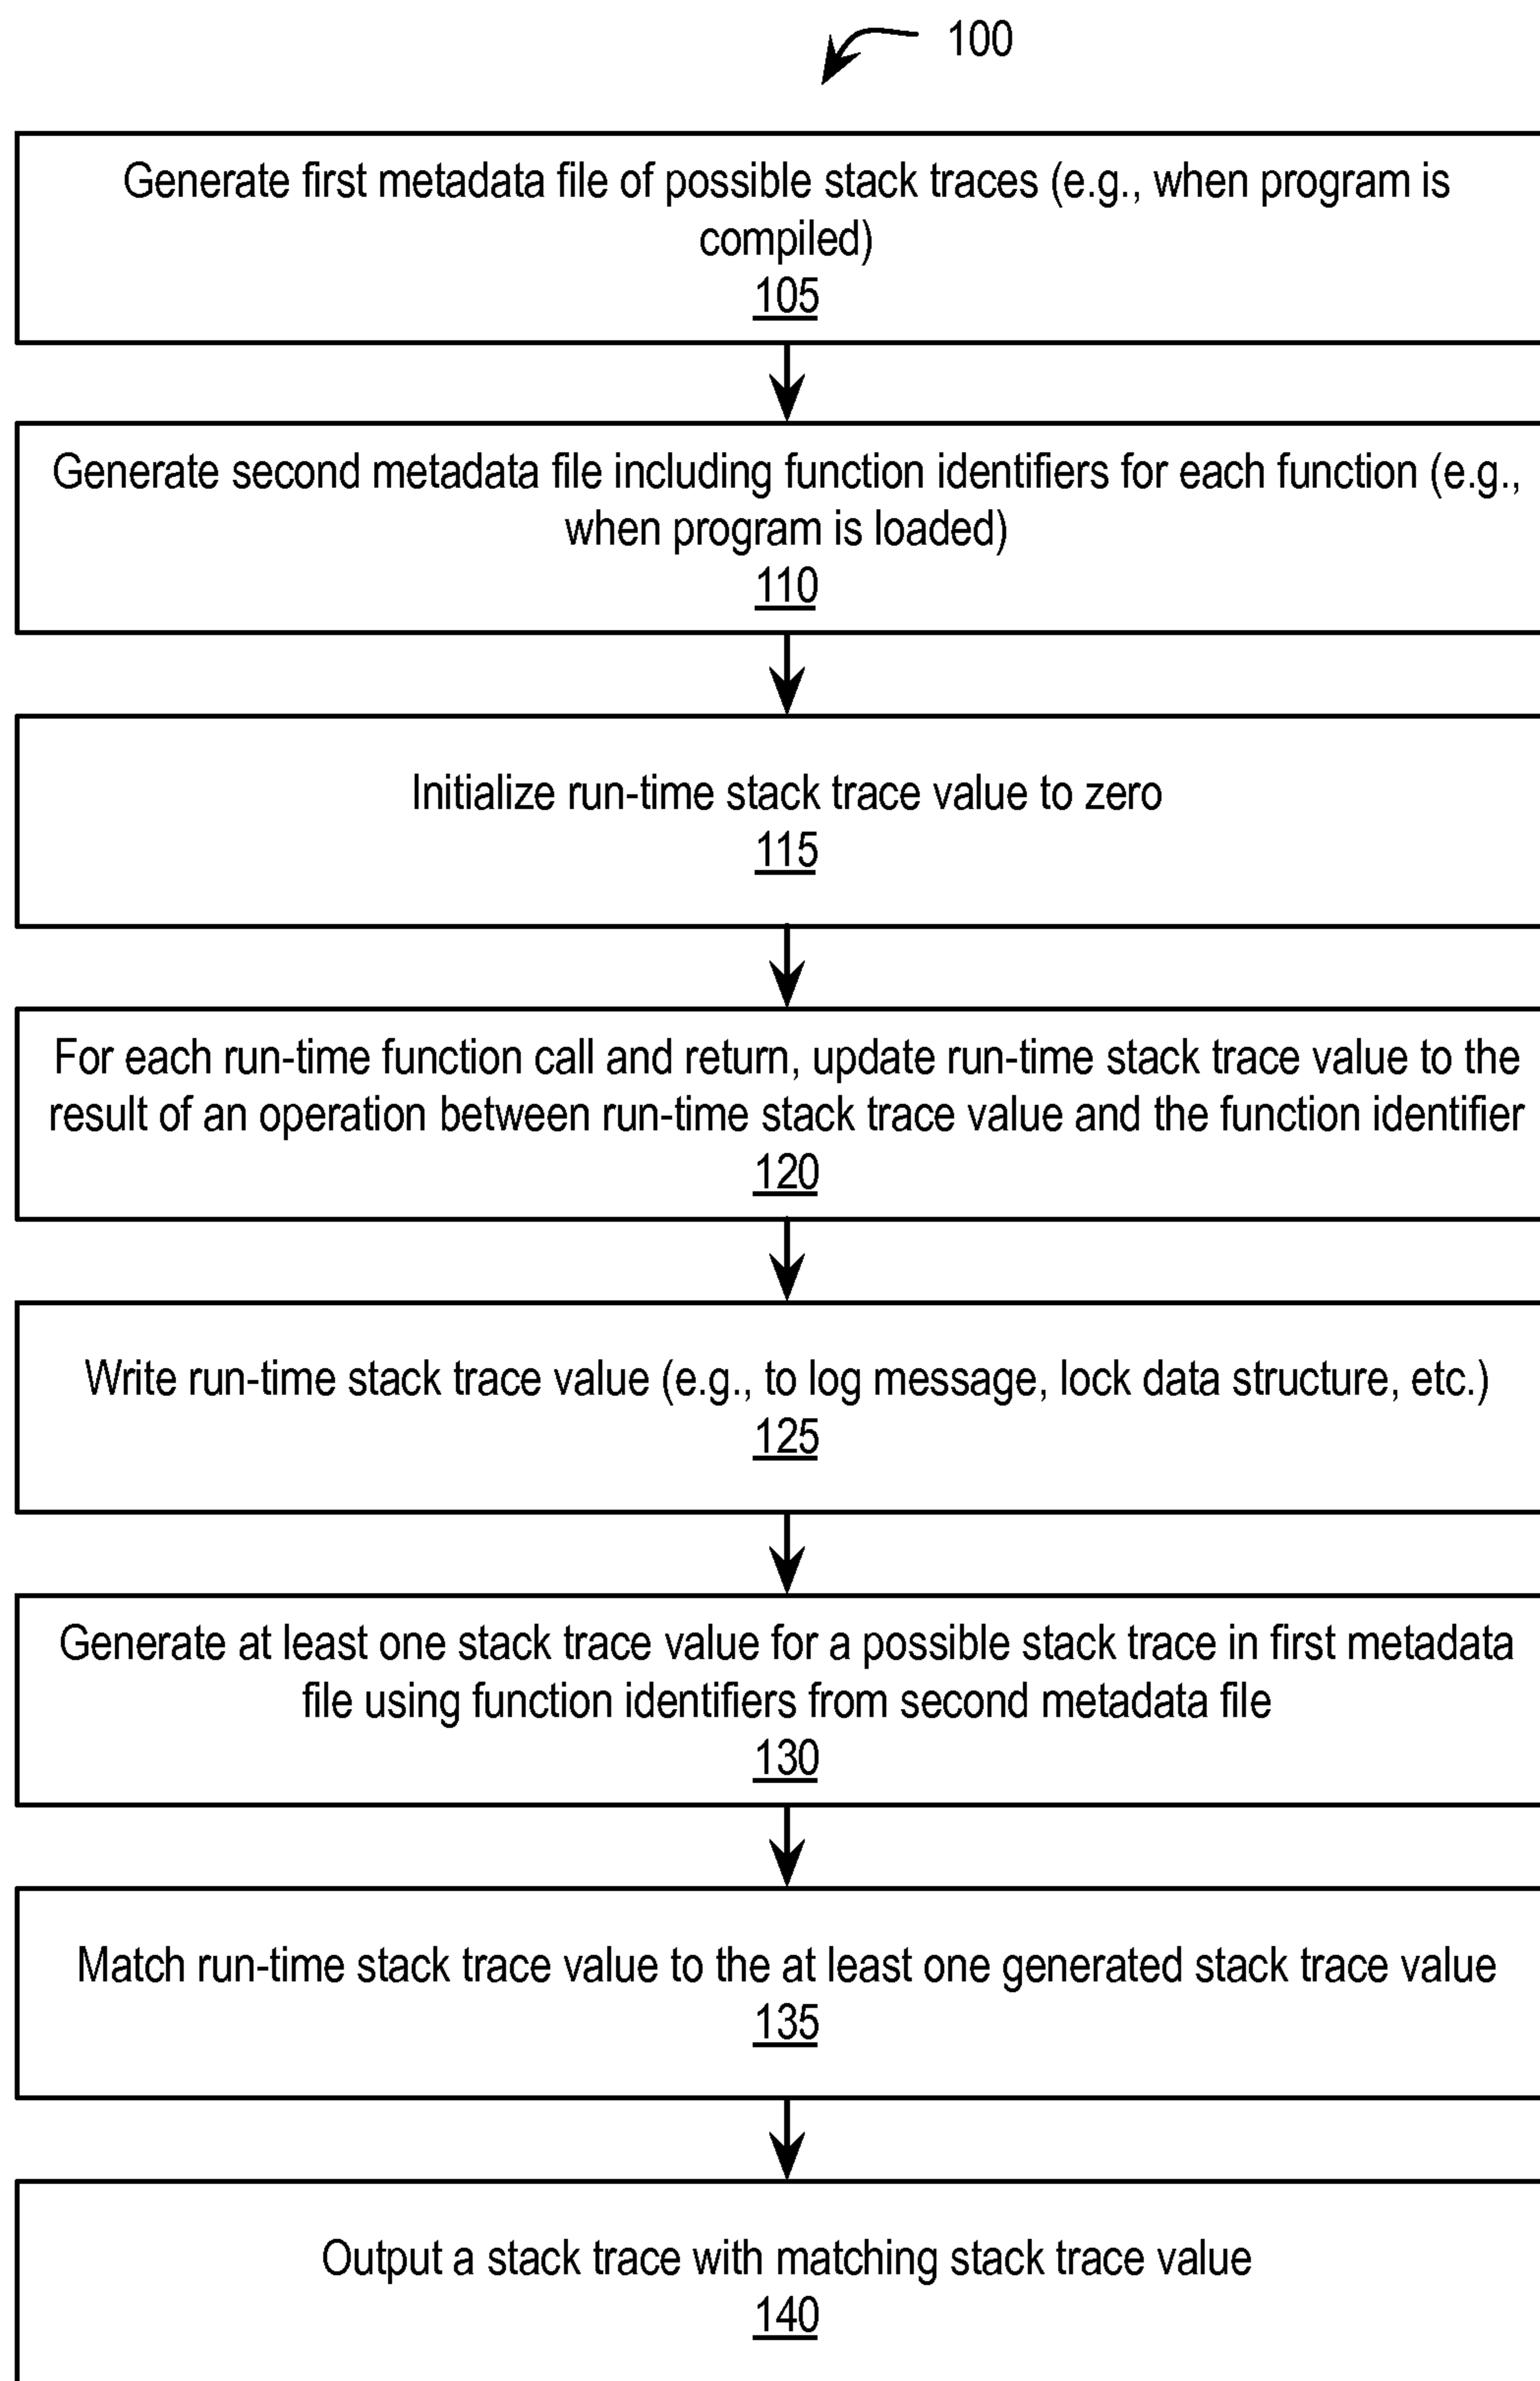 100
Generate first metadata file of possible stack traces (e.g., when program is
compiled)
105
Generate second metadata file including function identifiers for each function (e.g.,
when program is loaded)
110
Initialize run-time stack trace value to zero
115
For each run-time function call and return, update run-time stack trace value to the
result of an operation between run-time stack trace value and the function identifier
120
Write run-time stack trace value (e.g., to log message, lock data structure, etc.)
125
Generate at least one stack trace value for a possible stack trace in first metadata
file using function identifiers from second metadata file
130
Match run-time stack trace value to the at least one generated stack trace value
135
Output a stack trace with matching stack trace value
140